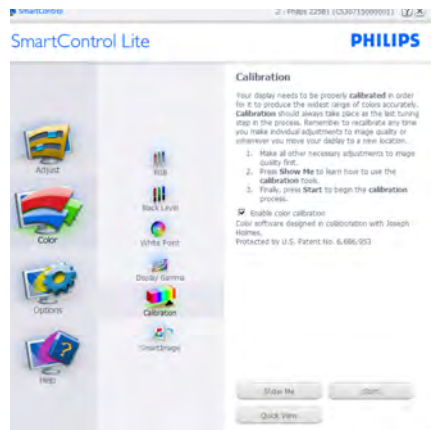 SmartControl
2 - Philips 225B1
SmartControl Lite
PHILIPS
Adjust
Color
Options
Help
RGB
Black Level
White Point
Display Gamma
Calibration
SmartImage
Calibration
Your display needs to be properly calibrated in order
for it to produce the widest range of colors accurately.
Calibration should always take place as the last tuning
step in the process. Remember to recalibrate any time
you make individual adjustments to image quality or
whenever you move your display to a new location.
1. Make all other necessary adjustments to image
quality first.
2. Press Show Me to learn how to use the
calibration tools.
3. Finally, press Start to begin the calibration
process.
Enable color calibration
Color software designed in collaboration with Joseph
Holmes.
Protected by U.S. Patent No. 6,686,953
Show Me
Start
Quick View